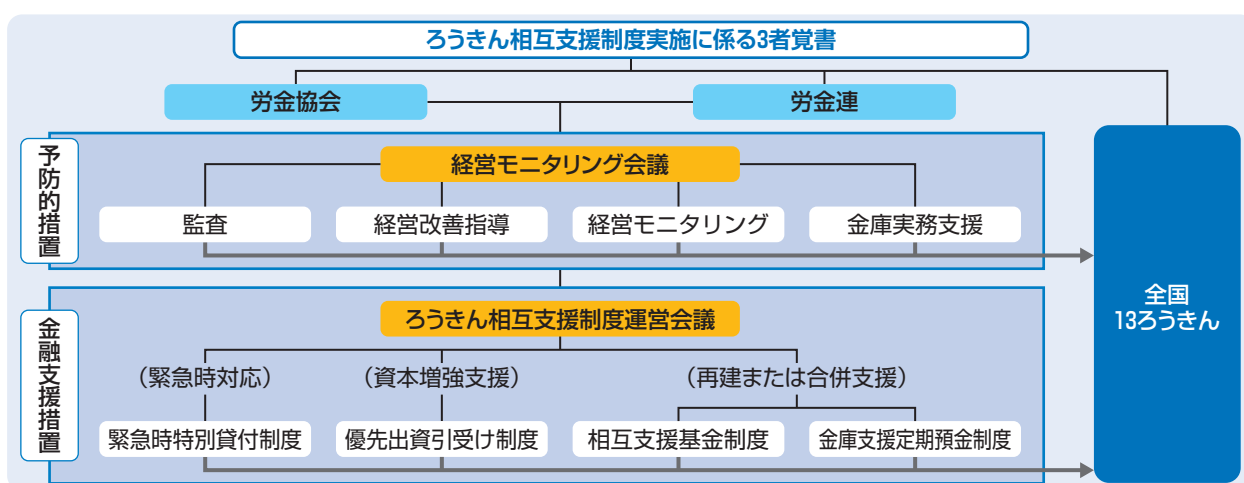 ろうきん相互支援制度実施に係る3者覚書
労金協会
労金連
予防的措置
経営モニタリング会議
監査
経営改善指導
経営モニタリング
金庫実務支援
金融支援措置
ろうきん相互支援制度運営会議
（緊急時対応）
（資本増強支援）
（再建または合併支援）
緊急時特別貸付制度
優先出資引受け制度
相互支援基金制度
金庫支援定期預金制度
全国
13ろうきん